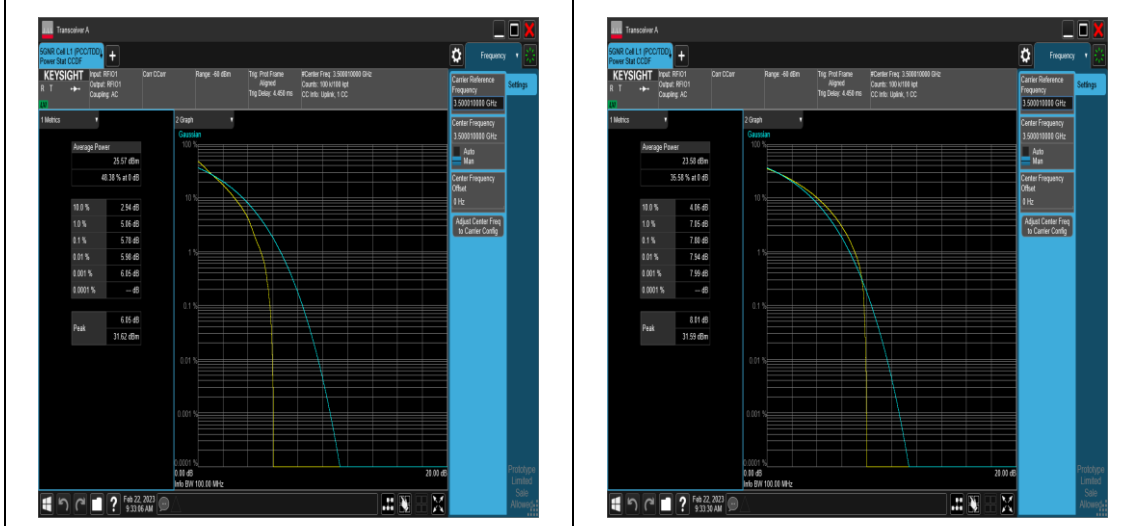 Transceiver A
5GNR Cell L1 (PCC/TDD)
Power Stat CCDF
+
Frequency
KEYSIGHT
R T
LXI
Input: RFIO1
Output: RFIO1
Coupling: AC
Corr CCorr
Range: -60 dBm
Trig: Prot Frame
Aligned
Trig Delay: 4.450 ms
#Center Freq: 3.500010000 GHz
Counts: 100 k/100 kpt
CC Info: Uplink, 1 CC
Carrier Reference
Frequency
3.500010000 GHz
Settings
Center Frequency
3.500010000 GHz
Auto
Man
Center Frequency
Offset
0 Hz
Adjust Center Freq
to Carrier Config
1 Metrics
Average Power
25.57 dBm
40.38 % at 0 dB
10.0 % 2.94 dB
1.0 % 5.06 dB
0.1 % 5.70 dB
0.01 % 5.90 dB
0.001 % 6.05 dB
0.0001 % --- dB
Peak
6.05 dB
31.62 dBm
2 Graph
Gaussian
100 %
10 %
1 %
0.1 %
0.01 %
0.001 %
0.0001 %
0.00 dB
20.00 dB
Info BW 100.00 MHz
Prototype
Limited
Sale
Allowed
Feb 22, 2023
9:33:06 AM
Transceiver A
5GNR Cell L1 (PCC/TDD)
Power Stat CCDF
+
Frequency
KEYSIGHT
R T
LXI
Input: RFIO1
Output: RFIO1
Coupling: AC
Corr CCorr
Range: -60 dBm
Trig: Prot Frame
Aligned
Trig Delay: 4.450 ms
#Center Freq: 3.500010000 GHz
Counts: 100 k/100 kpt
CC Info: Uplink, 1 CC
Carrier Reference
Frequency
3.500010000 GHz
Settings
Center Frequency
3.500010000 GHz
Auto
Man
Center Frequency
Offset
0 Hz
Adjust Center Freq
to Carrier Config
1 Metrics
Average Power
23.58 dBm
35.58 % at 0 dB
10.0 % 4.06 dB
1.0 % 7.05 dB
0.1 % 7.80 dB
0.01 % 7.94 dB
0.001 % 7.99 dB
0.0001 % --- dB
Peak
8.01 dB
31.59 dBm
2 Graph
Gaussian
100 %
10 %
1 %
0.1 %
0.01 %
0.001 %
0.0001 %
0.00 dB
20.00 dB
Info BW 100.00 MHz
Prototype
Limited
Sale
Allowed
Feb 22, 2023
9:33:30 AM